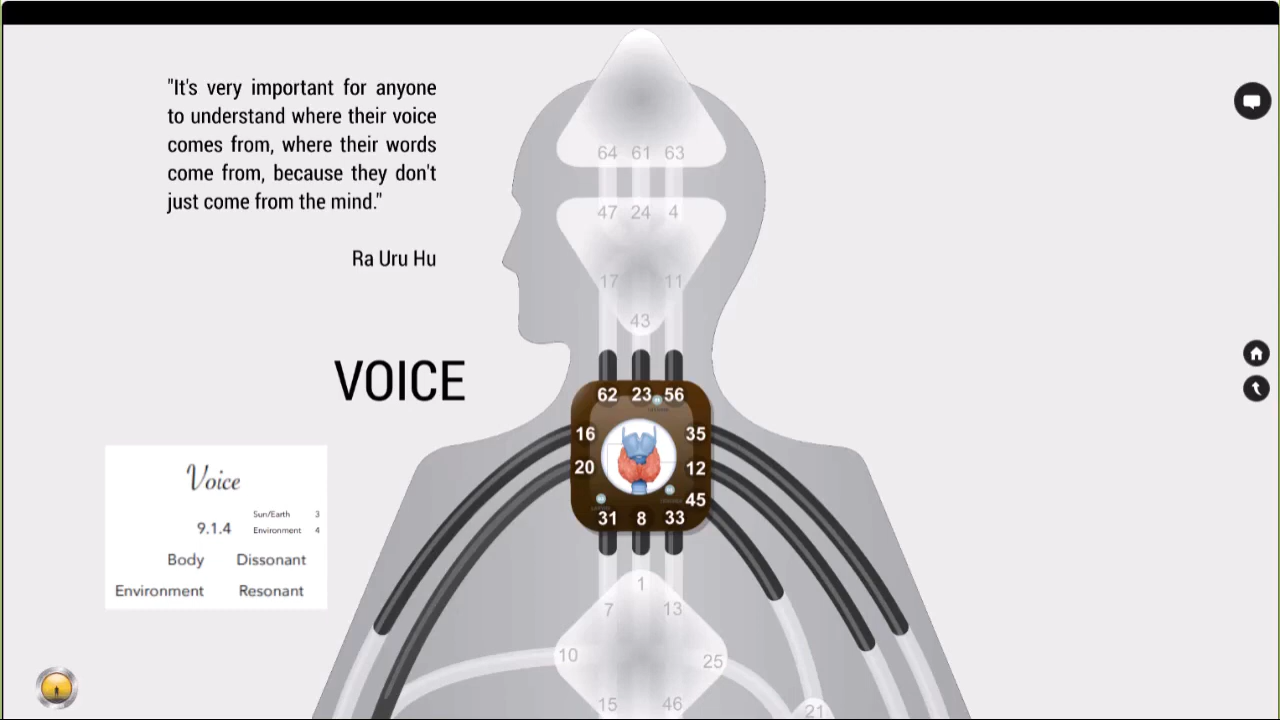 "It's very important for anyone
to understand where their voice
comes from, where their words
come from, because they don't
just come from the mind."
Ra Uru Hu
VOICE
Voice
9.1.4
Sun/Earth 3
Environment 4
Body Dissonant
Environment Resonant
64 61 63
47 24 4
17 11
43
62 23 56
16 35
20 12
45
31 8 33
1
7 13
10 25
15 46
21